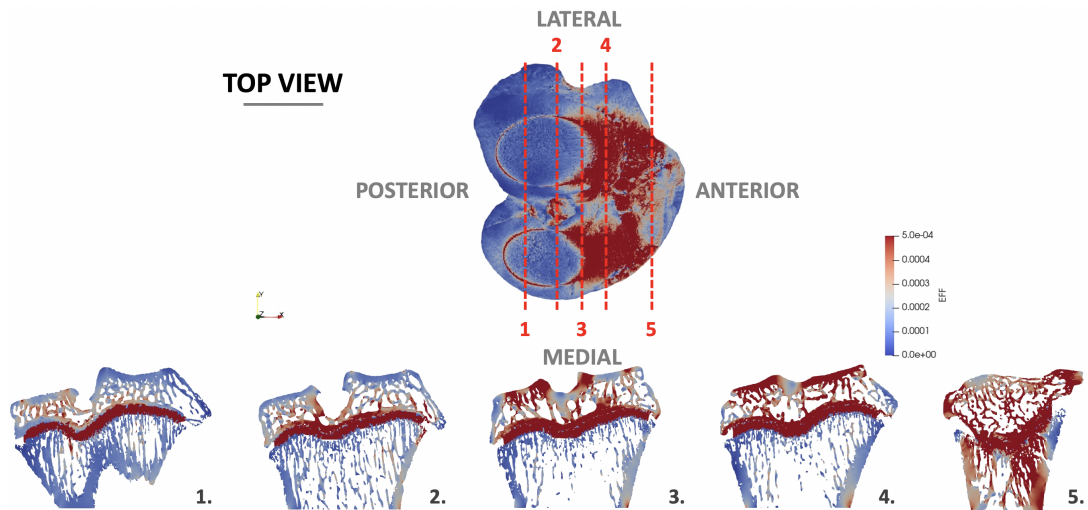 LATERAL
2 4
TOP VIEW
POSTERIOR
ANTERIOR
5.0e-04
0.0004
0.0003
0.0002
0.0001
0.0e+00
EFF
Y
Z
X
1 3 5
MEDIAL
1.
2.
3.
4.
5.